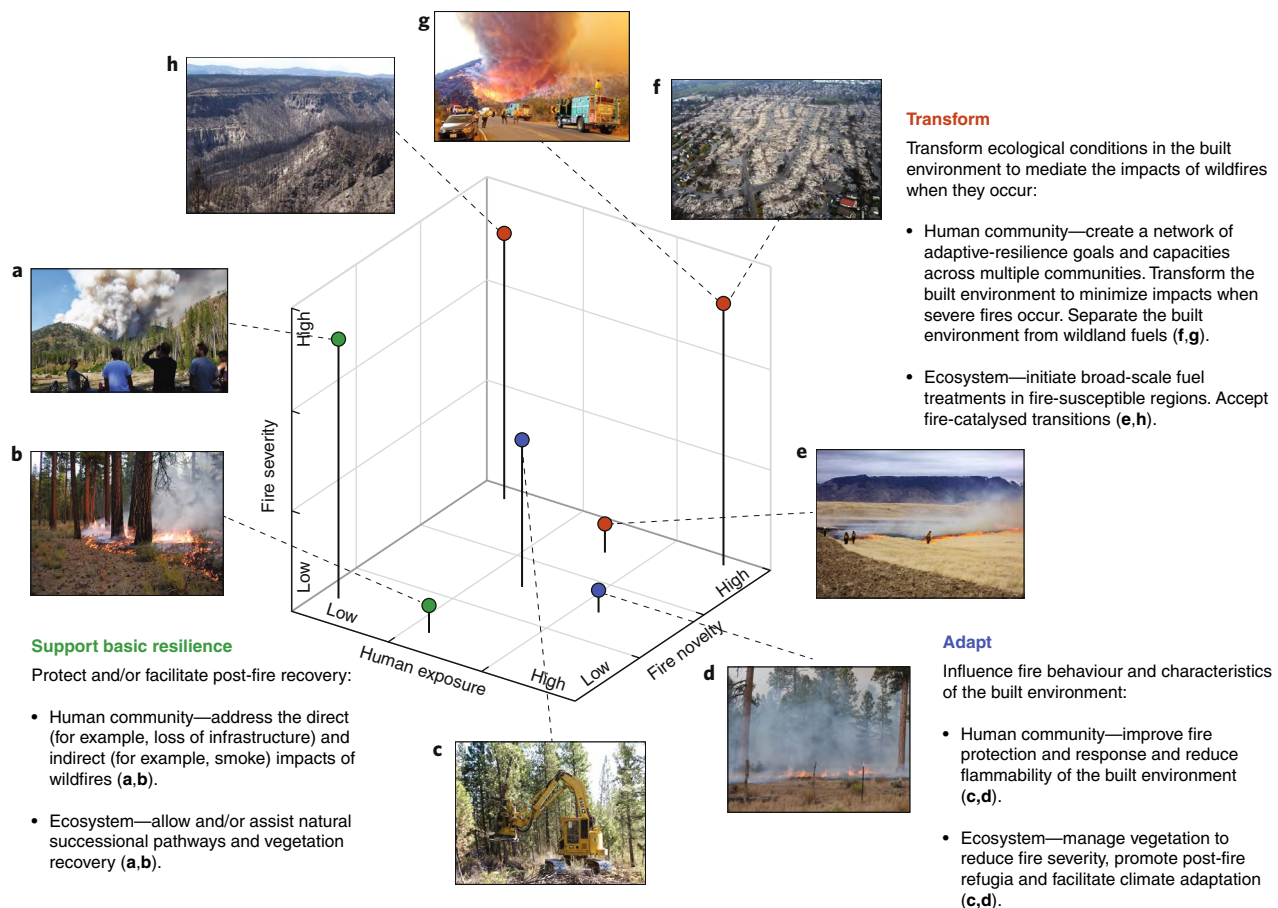 g
h
f
Transform
Transform ecological conditions in the built
environment to mediate the impacts of wildfires
when they occur:
• Human community—create a network of
adaptive-resilience goals and capacities
across multiple communities. Transform the
built environment to minimize impacts when
severe fires occur. Separate the built
environment from wildland fuels (f,g).
• Ecosystem—initiate broad-scale fuel
treatments in fire-susceptible regions. Accept
fire-catalysed transitions (e,h).
a
b
High
Fire severity
Low
Low
Human exposure
High
Low
Fire novelty
High
e
Support basic resilience
Protect and/or facilitate post-fire recovery:
• Human community—address the direct
(for example, loss of infrastructure) and
indirect (for example, smoke) impacts of
wildfires (a,b).
• Ecosystem—allow and/or assist natural
successional pathways and vegetation
recovery (a,b).
c
d
Adapt
Influence fire behaviour and characteristics
of the built environment:
• Human community—improve fire
protection and response and reduce
flammability of the built environment
(c,d).
• Ecosystem—manage vegetation to
reduce fire severity, promote post-fire
refugia and facilitate climate adaptation
(c,d).